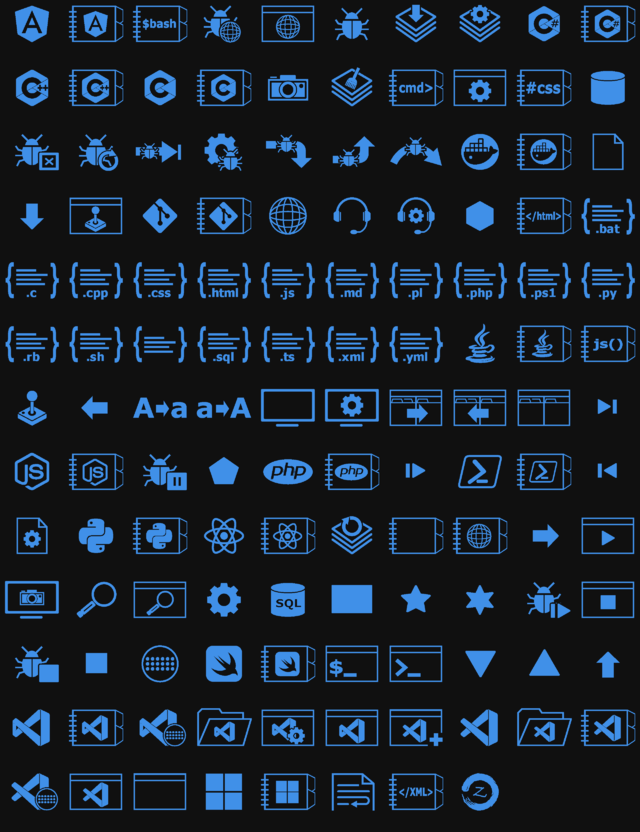 A A $bash C# C#
C++ C++ C C cmd> #css
</html> .bat
.c .cpp .css .html .js .md .pl .php .ps1 .py
.rb .sh .sql .ts .xml .yml js()
A→a a→A
JS JS php php >_ >_
SQL
$_ >_
</XML> Z